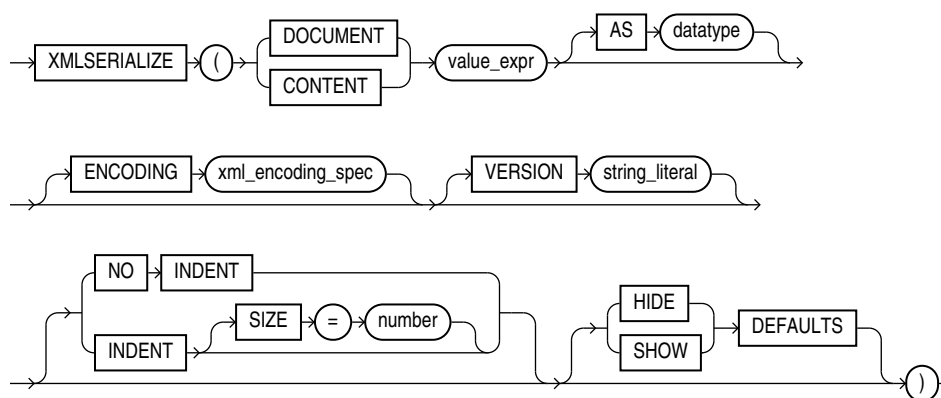 DOCUMENT AS datatype
XMLSERIALIZE ( value_expr
CONTENT
ENCODING xml_encoding_spec VERSION string_literal
NO INDENT
HIDE
SIZE = number DEFAULTS
INDENT SHOW
)